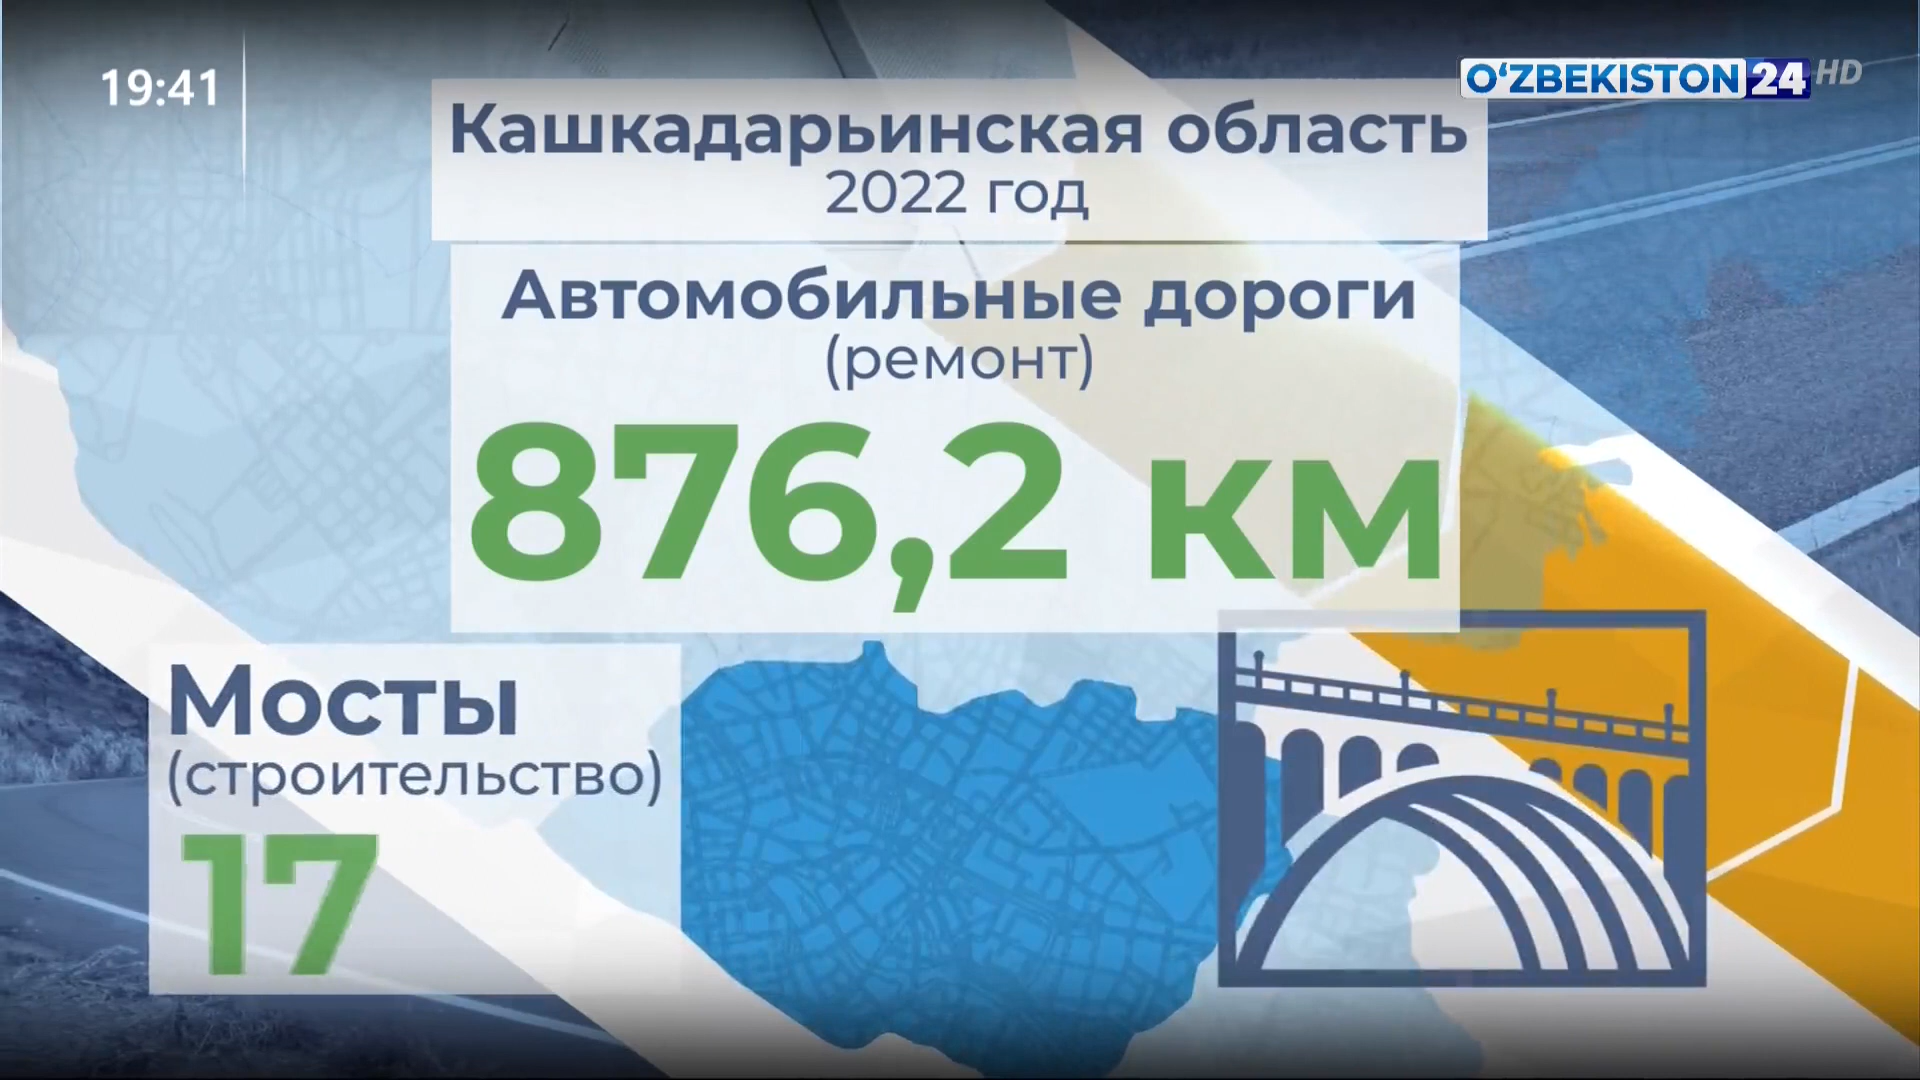 19:41
O‘ZBEKISTON 24 HD
Кашкадарьинская область
2022 год
Автомобильные дороги
(ремонт)
876,2 км
Мосты
(строительство)
17